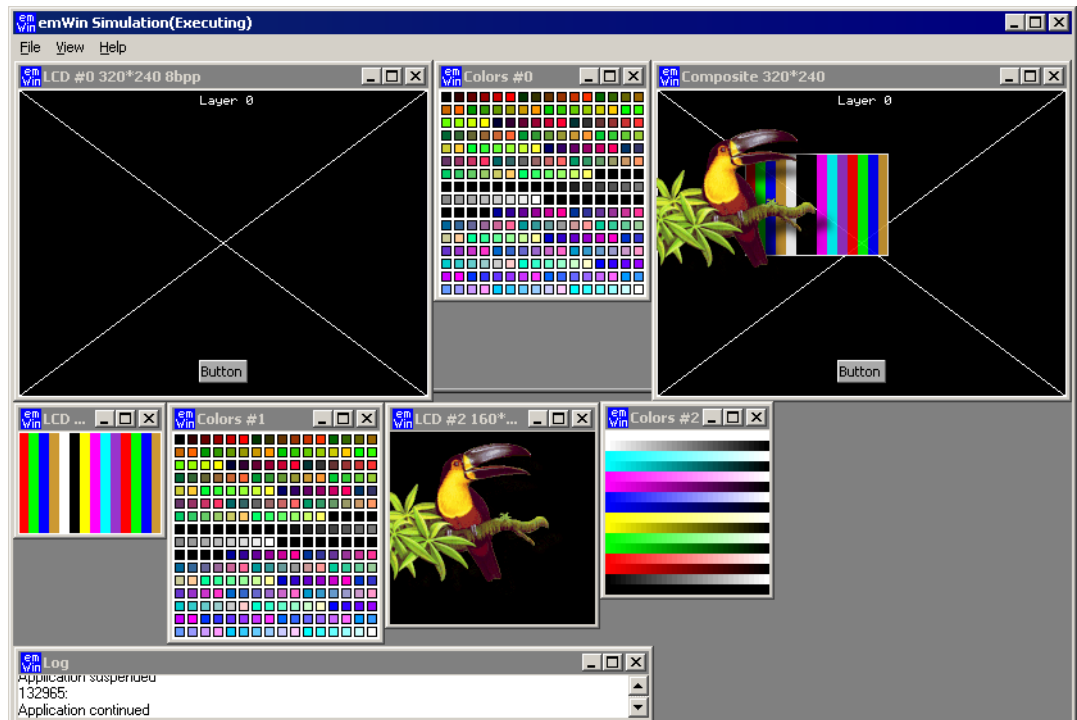 em Win emWin Simulation(Executing)
File View Help
em Win LCD #0 320*240 8bpp
Layer 0
Button
em Win Colors #0
em Win Composite 320*240
Layer 0
Button
em Win LCD ...
em Win Colors #1
em Win LCD #2 160*...
em Win Colors #2
em Win Log
Application suspended
132965:
Application continued